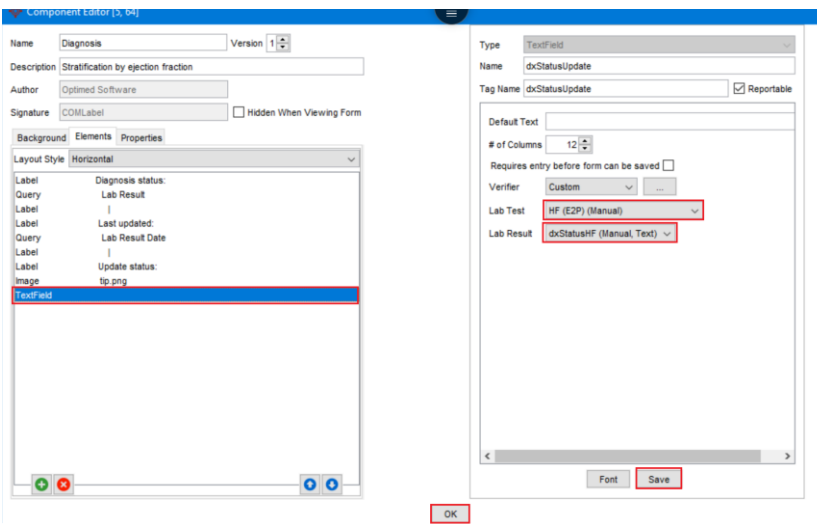 Component Editor [5, 64]
Name Diagnosis Version 1
Description Stratification by ejection fraction
Author Optimed Software
Signature COMLabel Hidden When Viewing Form
Background Elements Properties
Layout Style Horizontal
Label Diagnosis status:
Query Lab Result
Label |
Label Last updated:
Query Lab Result Date
Label |
Label Update status:
Image tip.png
TextField
Type TextField
Name dxStatusUpdate
Tag Name dxStatusUpdate Reportable
Default Text
# of Columns 12
Requires entry before form can be saved
Verifier Custom ...
Lab Test HF (E2P) (Manual)
Lab Result dxStatusHF (Manual, Text)
Font Save
OK